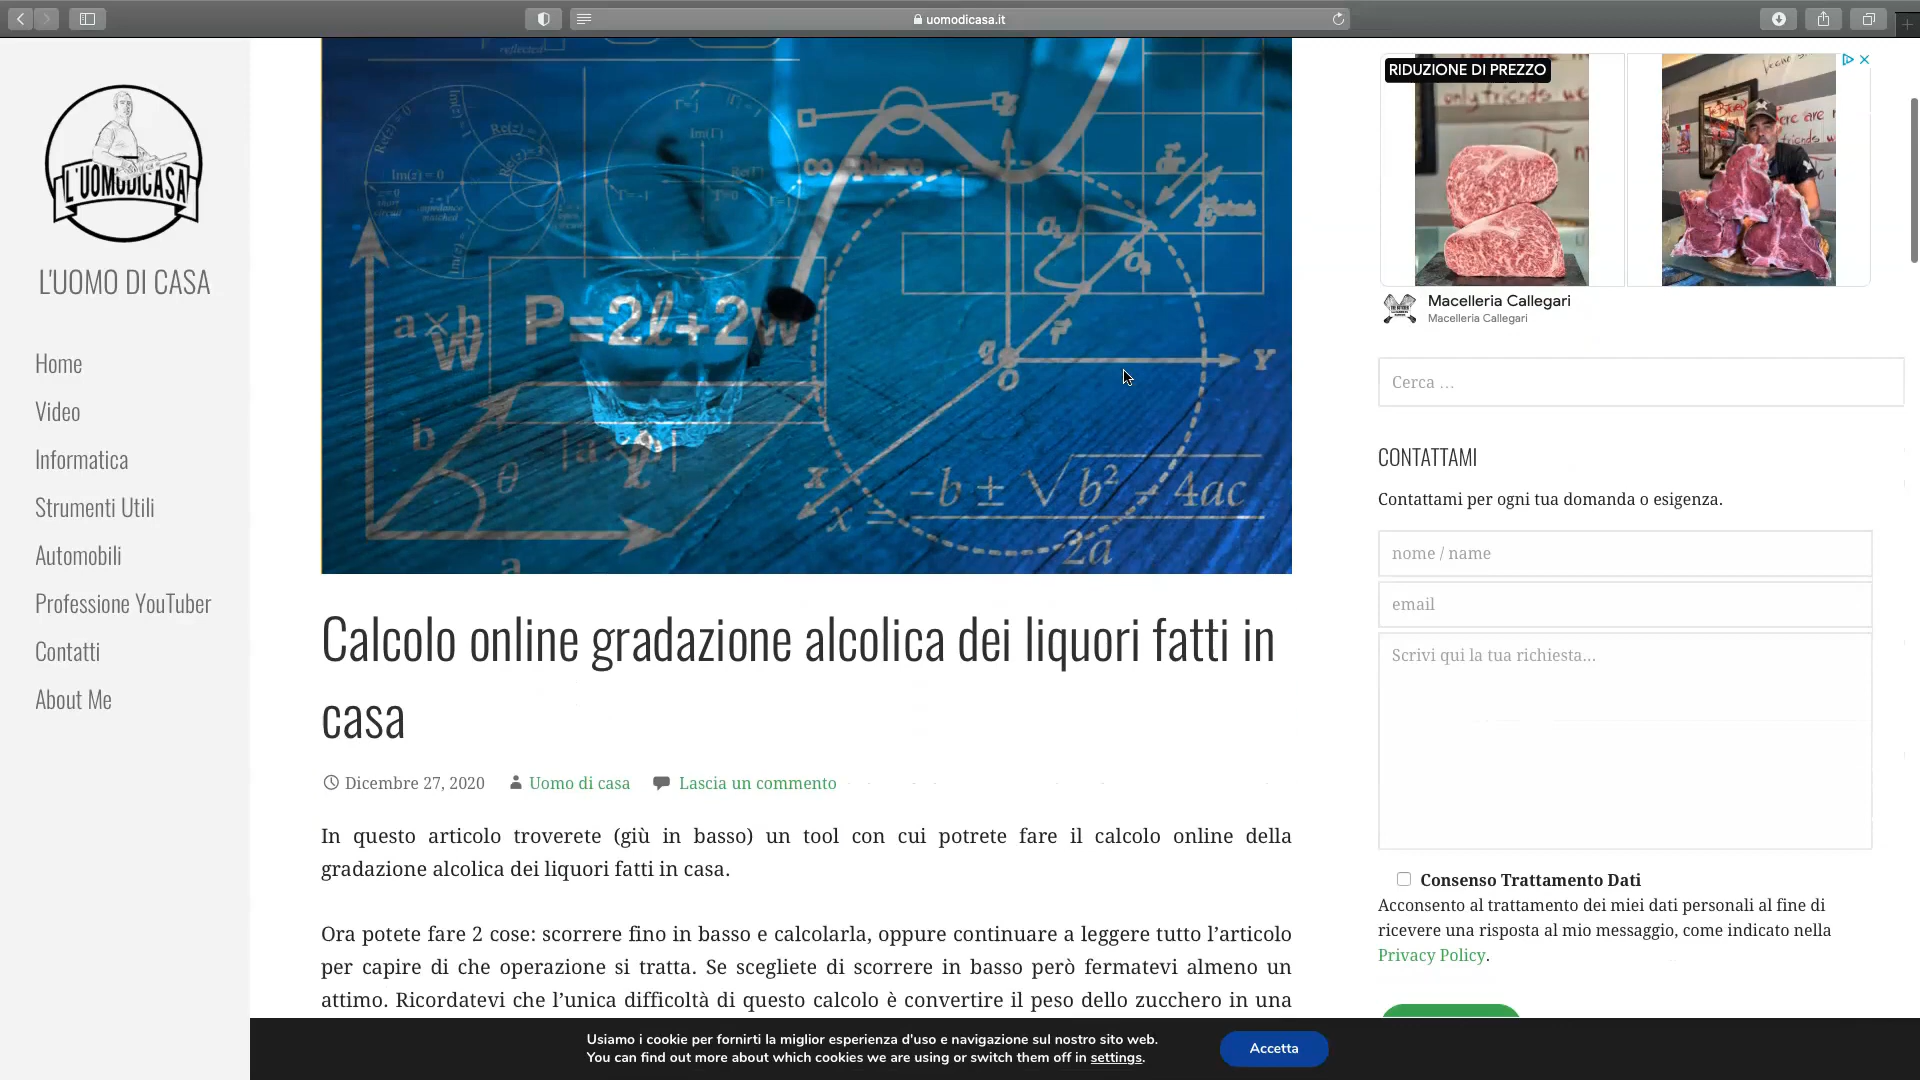 uomodicasa.it
L'UOMODICASA
L'UOMO DI CASA
Home
Video
Informatica
Strumenti Utili
Automobili
Professione YouTuber
Contatti
About Me
reflected
Im(z) = 0
a×b
W
P=2ℓ+2w
b
θ
a
∞ sphere
Y
q
O
r
X
x = −b ± √b² − 4ac
2a
Calcolo online gradazione alcolica dei liquori fatti in
casa
Dicembre 27, 2020 Uomo di casa Lascia un commento
In questo articolo troverete (giù in basso) un tool con cui potrete fare il calcolo online della
gradazione alcolica dei liquori fatti in casa.
Ora potete fare 2 cose: scorrere fino in basso e calcolarla, oppure continuare a leggere tutto l’articolo
per capire di che operazione si tratta. Se scegliete di scorrere in basso però fermatevi almeno un
attimo. Ricordatevi che l’unica difficoltà di questo calcolo è convertire il peso dello zucchero in una
RIDUZIONE DI PREZZO
Macelleria Callegari
Macelleria Callegari
Cerca …
CONTATTAMI
Contattami per ogni tua domanda o esigenza.
nome / name
email
Scrivi qui la tua richiesta...
Consenso Trattamento Dati
Acconsento al trattamento dei miei dati personali al fine di
ricevere una risposta al mio messaggio, come indicato nella
Privacy Policy.
Usiamo i cookie per fornirti la miglior esperienza d'uso e navigazione sul nostro sito web.
You can find out more about which cookies we are using or switch them off in settings.
Accetta